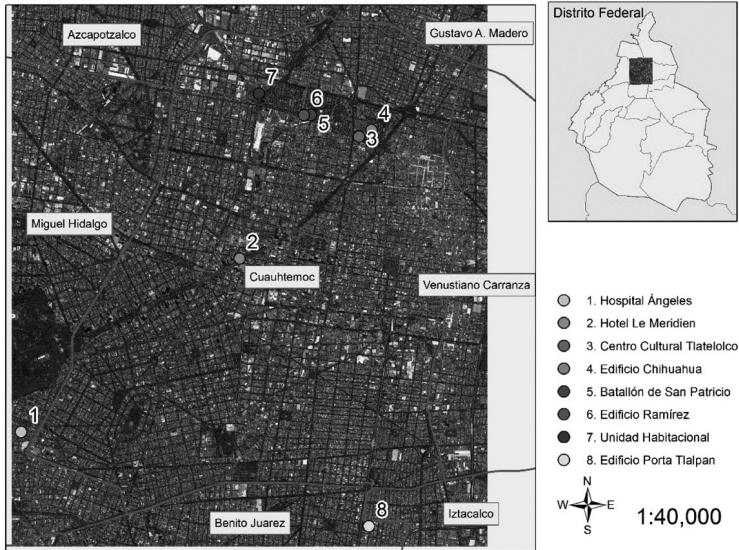 Azcapotzalco
Gustavo A. Madero
7
6
5
4
3
Miguel Hidalgo
2
Cuauhtemoc
Venustiano Carranza
1
8
Benito Juarez
Iztacalco
Distrito Federal
1. Hospital Ángeles
2. Hotel Le Meridien
3. Centro Cultural Tlatelolco
4. Edificio Chihuahua
5. Batallón de San Patricio
6. Edificio Ramírez
7. Unidad Habitacional
8. Edificio Porta Tlalpan
N
W E
S
1:40,000